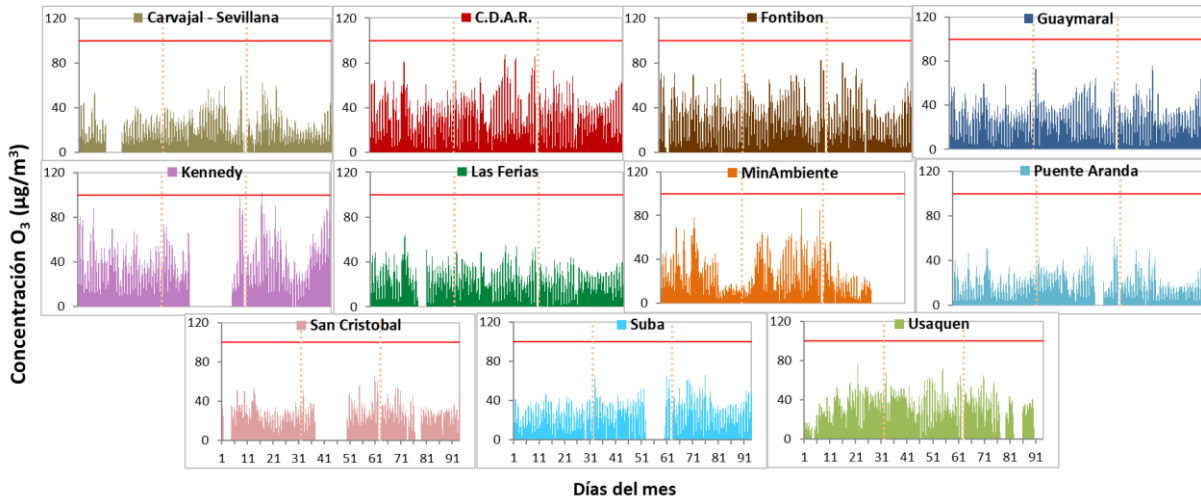 Concentración O3 (µg/m3)
Carvajal - Sevillana
120
80
40
0
C.D.A.R.
120
80
40
0
Fontibon
120
80
40
0
Guaymaral
120
80
40
0
Kennedy
120
80
40
0
Las Ferias
120
80
40
0
MinAmbiente
120
80
40
0
Puente Aranda
120
80
40
0
San Cristobal
120
80
40
0
1 11 21 31 41 51 61 71 81 91
Suba
120
80
40
0
1 11 21 31 41 51 61 71 81 91
Usaquen
120
80
40
0
1 11 21 31 41 51 61 71 81 91
Días del mes